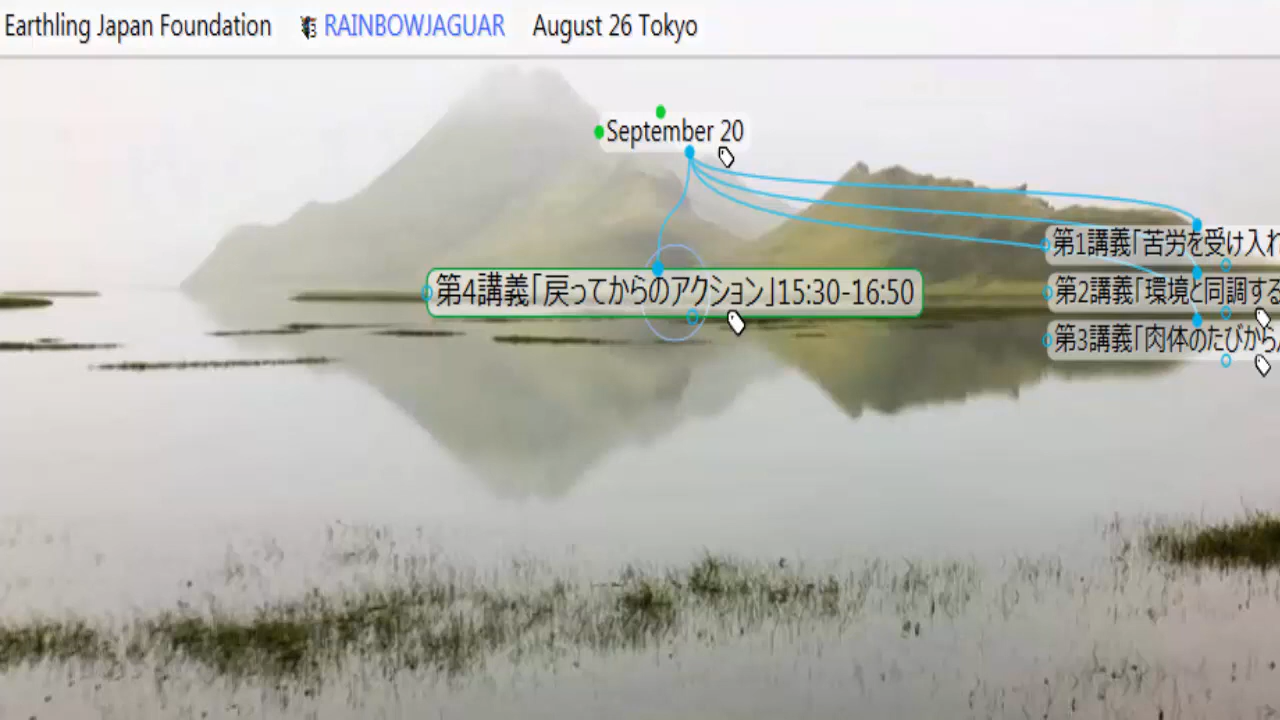 Earthling Japan Foundation RAINBOWJAGUAR August 26 Tokyo
September 20
第1講義「苦労を受け入れ
第4講義「戻ってからのアクション」15:30-16:50
第2講義「環境と同調する
第3講義「肉体のたびから